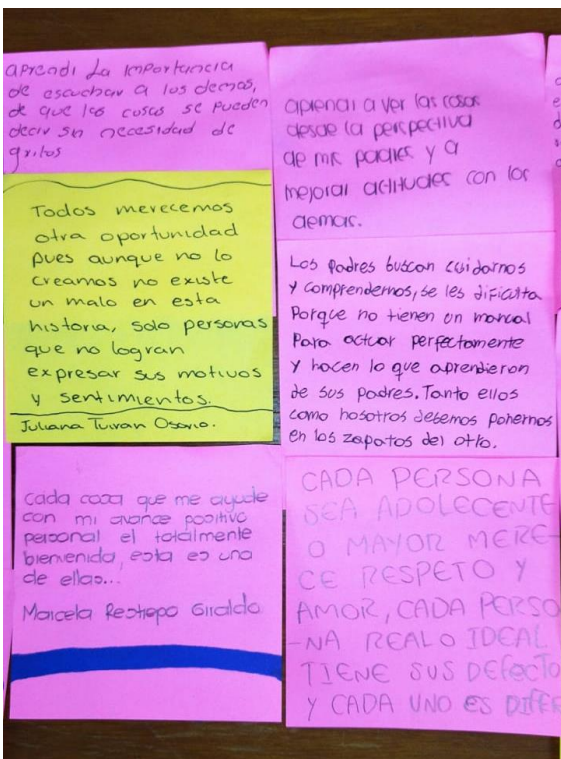 aprendi La importancia
de escuchar a los demas,
de que las cosas se pueden
decir sin necesidad de
gritos
Todos merecemos
otra oportunidad
pues aunque no lo
creamos no existe
un malo en esta
historia, solo personas
que no logran
expresar sus motivos
y sentimientos.
Juliana Tuiran Osorio.
cada cosa que me ayude
con mi avance positivo
personal el totalmente
bienvenida, esta es una
de ellas...
Marcela Restrepo Giraldo
aprendi a ver las cosas
desde la perspectiva
de mis padres y a
mejorar actitudes con los
demas.
Los padres buscan cuidarnos
y comprendernos, se les dificulta
Porque no tienen un manual
Para actuar perfectamente
y hacen lo que aprendieron
de sus padres. Tanto ellos
como nosotros debemos ponernos
en los zapatos del otro.
CADA PERSONA
SEA ADOLECENTE
O MAYOR MERE-
CE RESPETO Y
AMOR, CADA PERSO
-NA REAL O IDEAL
TIENE SUS DEFECTO
Y CADA UNO ES DIFE